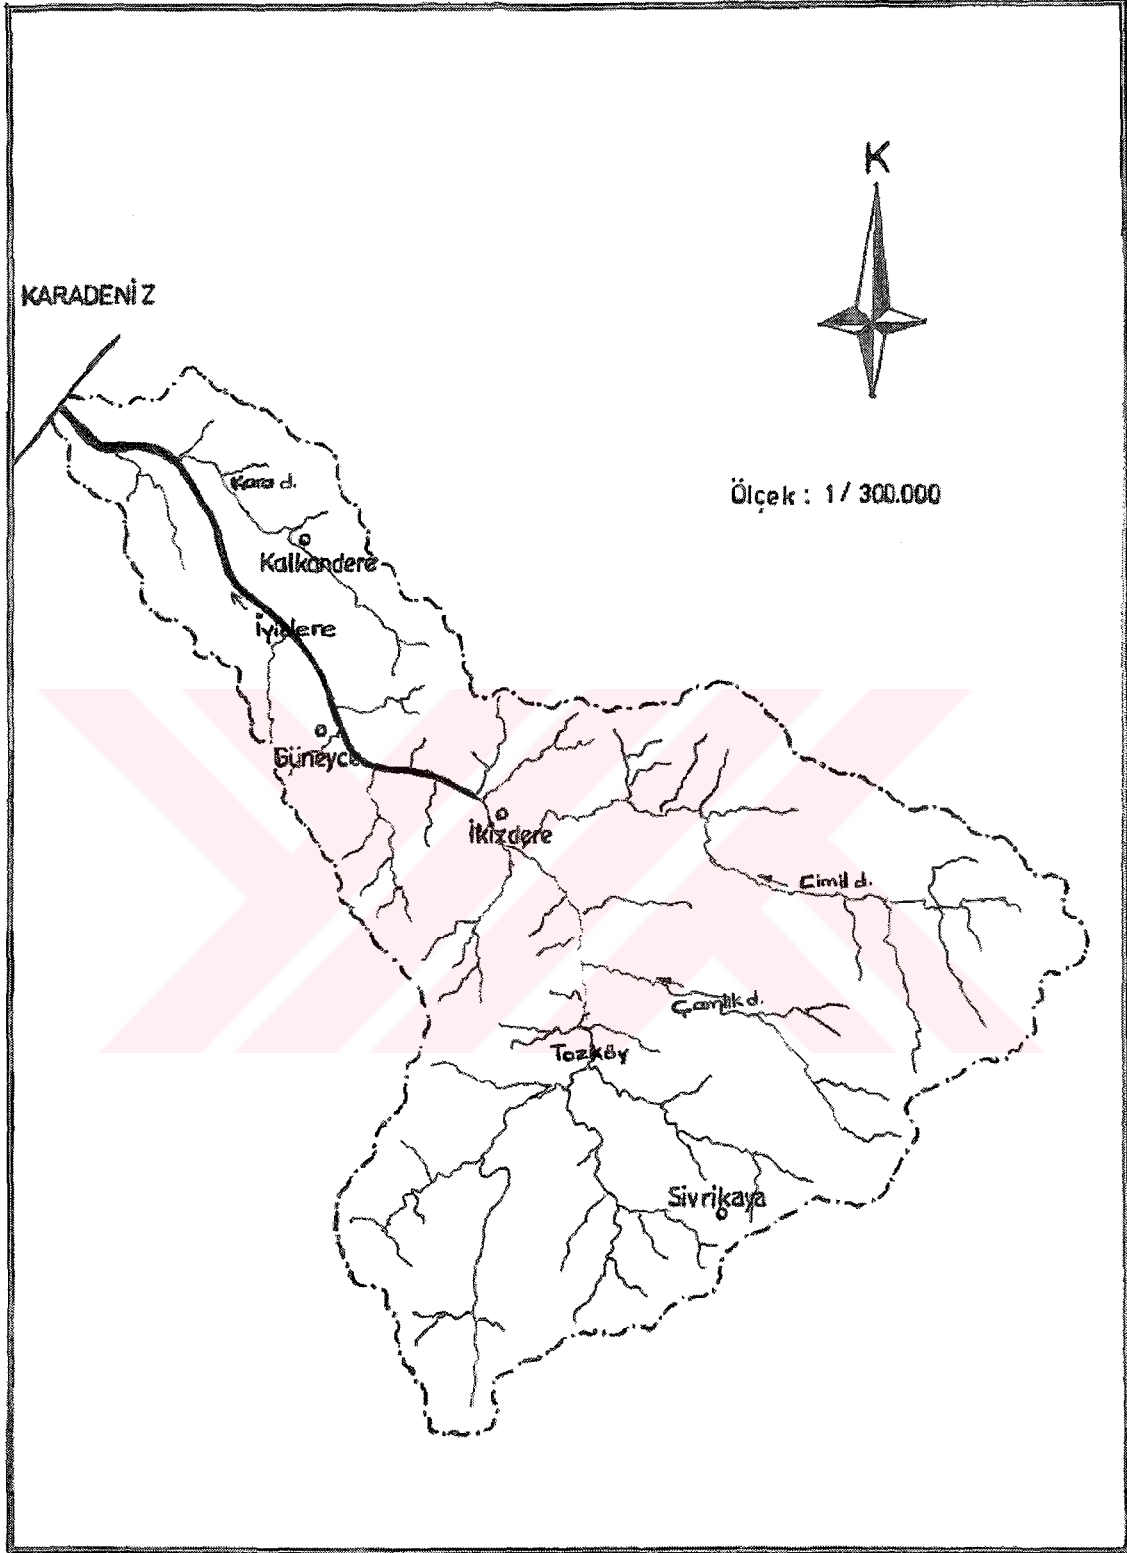 K
KARADENİZ
Ölçek : 1/ 300.000
Kara d.
Kalkandere
İyidere
Güneyce
İkizdere
Cimil d.
Çamlık d.
Tozköy
Sivrikaya